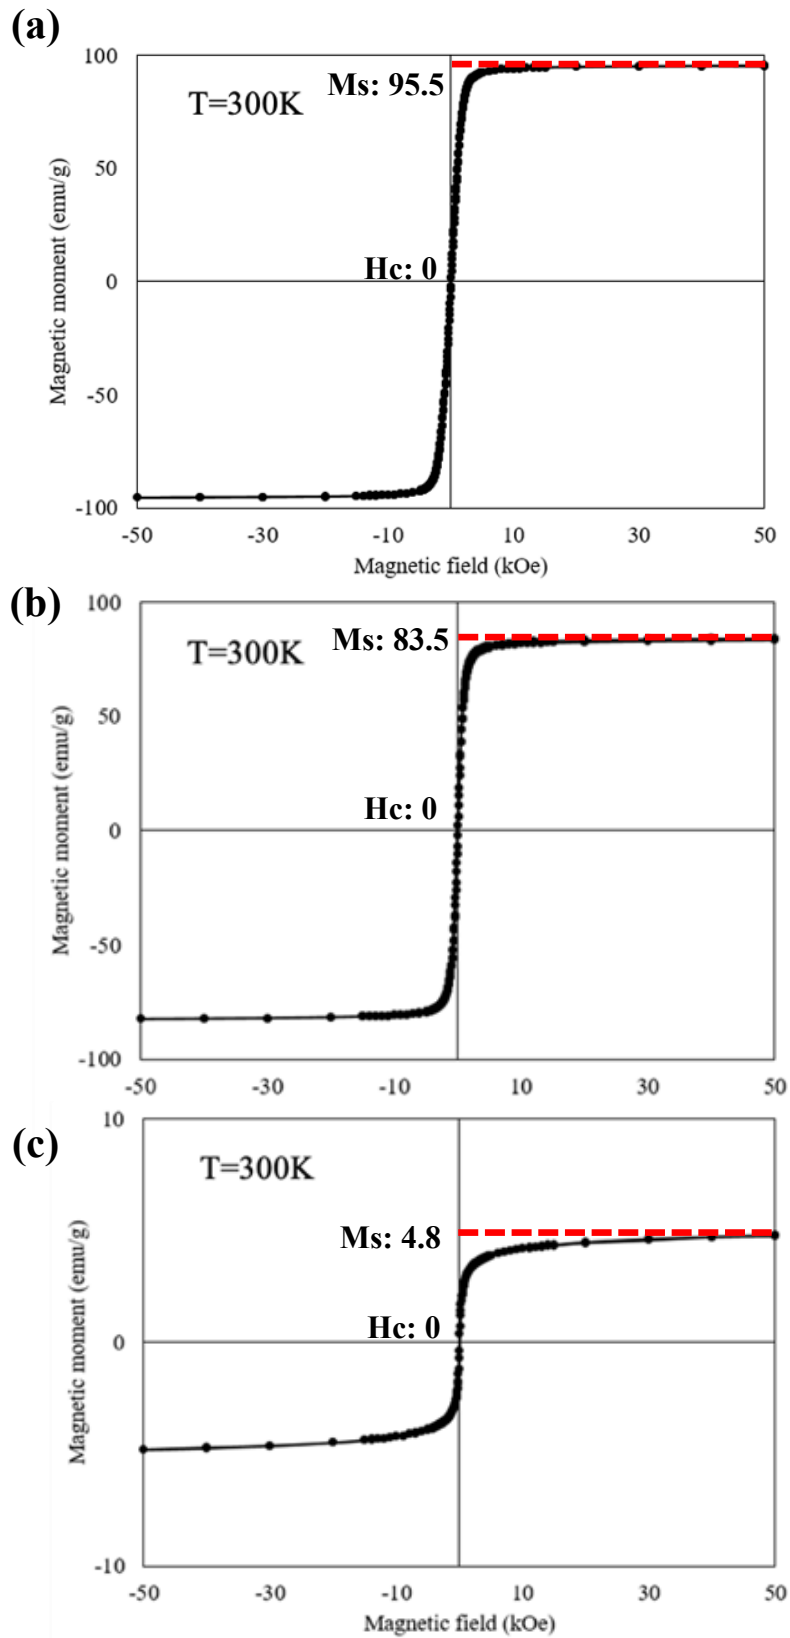 (a)
100
Ms: 95.5
T=300K
50
Magnetic moment (emu/g)
Hc: 0
0
-50
-100
-50
-30
-10
10
30
50
Magnetic field (kOe)
(b)
100
Ms: 83.5
T=300K
50
Magnetic moment (emu/g)
Hc: 0
0
-50
-100
-50
-30
-10
10
30
50
(c)
10
T=300K
Ms: 4.8
Magnetic moment (emu/g)
Hc: 0
0
-10
-50
-30
-10
10
30
50
Magnetic field (kOe)